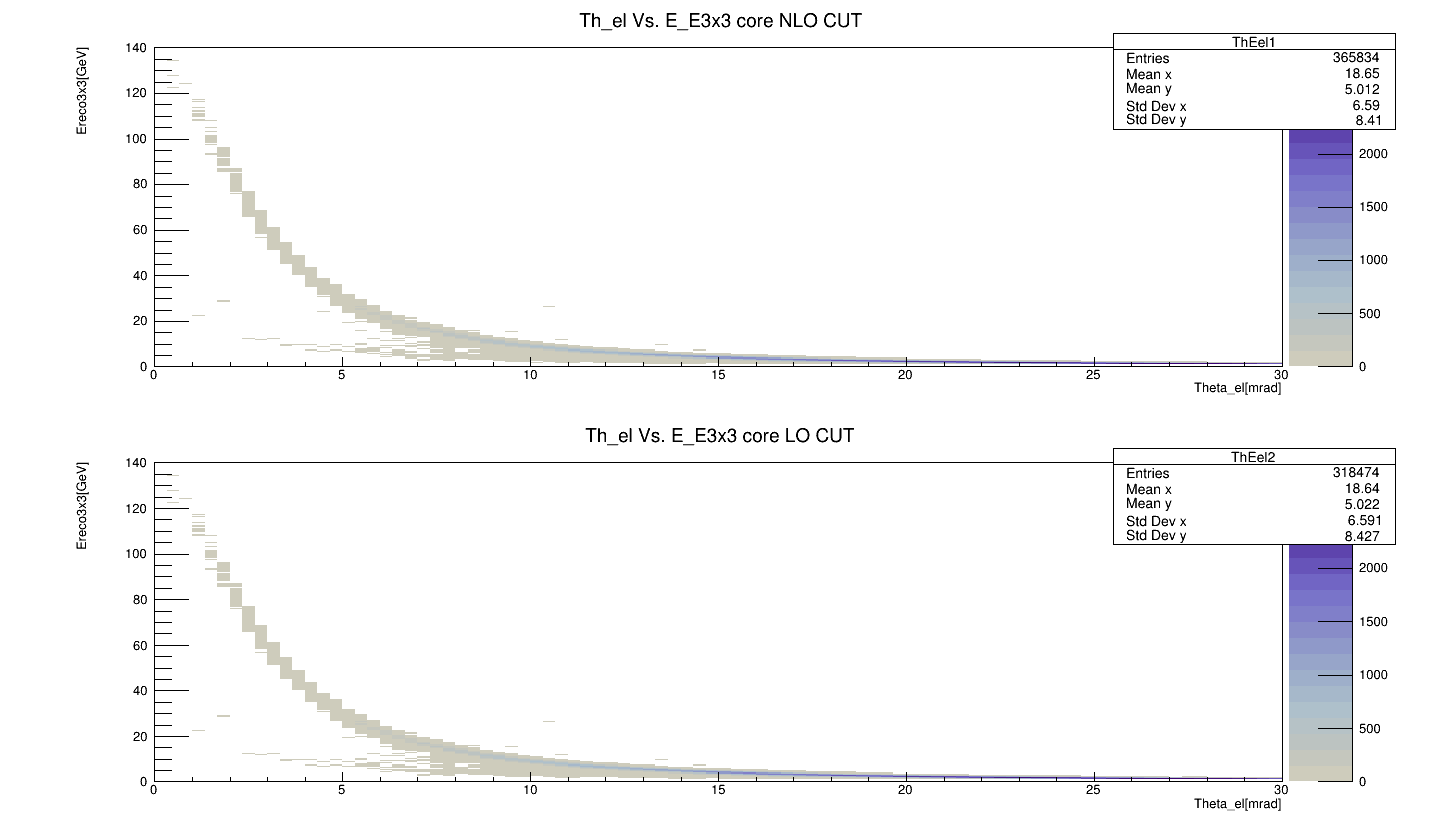 Th_el Vs. E_E3x3 core NLO CUT
Ereco3x3[GeV]
140
120
100
80
60
40
20
0
0 5 10 15 20 25 30
Theta_el[mrad]
ThEel1
Entries 365834
Mean x 18.65
Mean y 5.012
Std Dev x 6.59
Std Dev y 8.41
2000
1500
1000
500
0
Th_el Vs. E_E3x3 core LO CUT
Ereco3x3[GeV]
140
120
100
80
60
40
20
0
0 5 10 15 20 25 30
Theta_el[mrad]
ThEel2
Entries 318474
Mean x 18.64
Mean y 5.022
Std Dev x 6.591
Std Dev y 8.427
2000
1500
1000
500
0